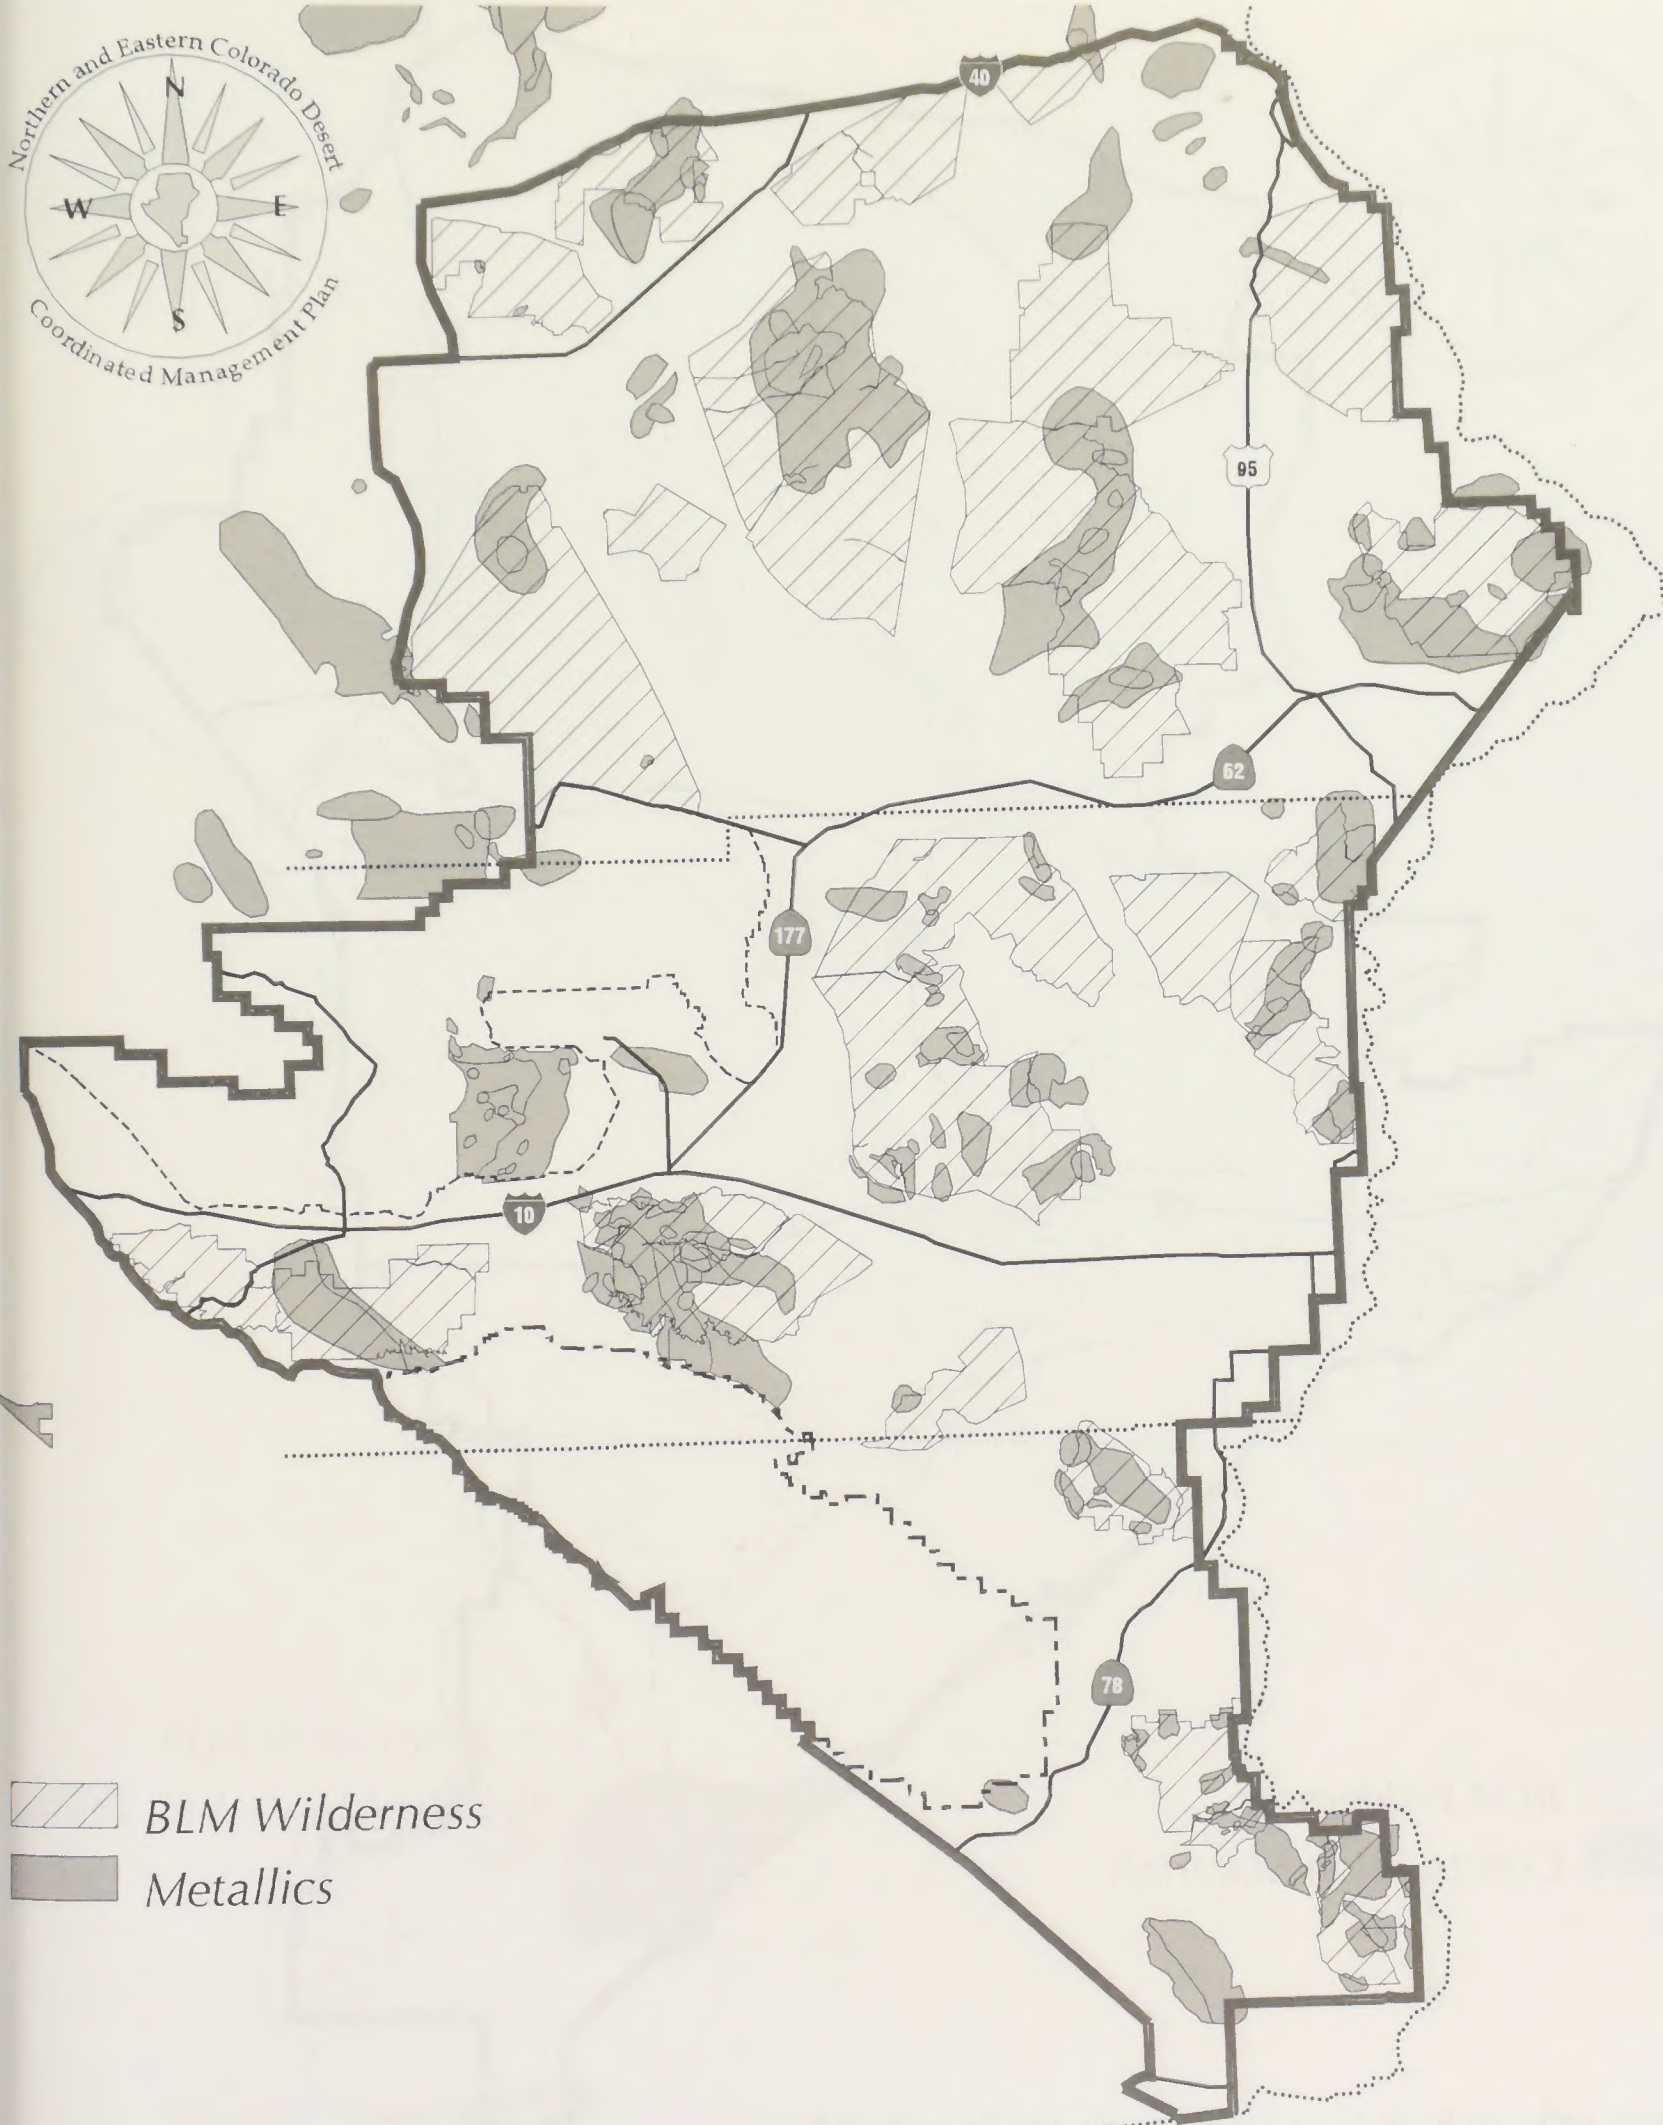 Northern and Eastern Colorado Desert
N
W
E
S
Coordinated Management Plan
40
95
62
177
10
78
BLM Wilderness
Metallics